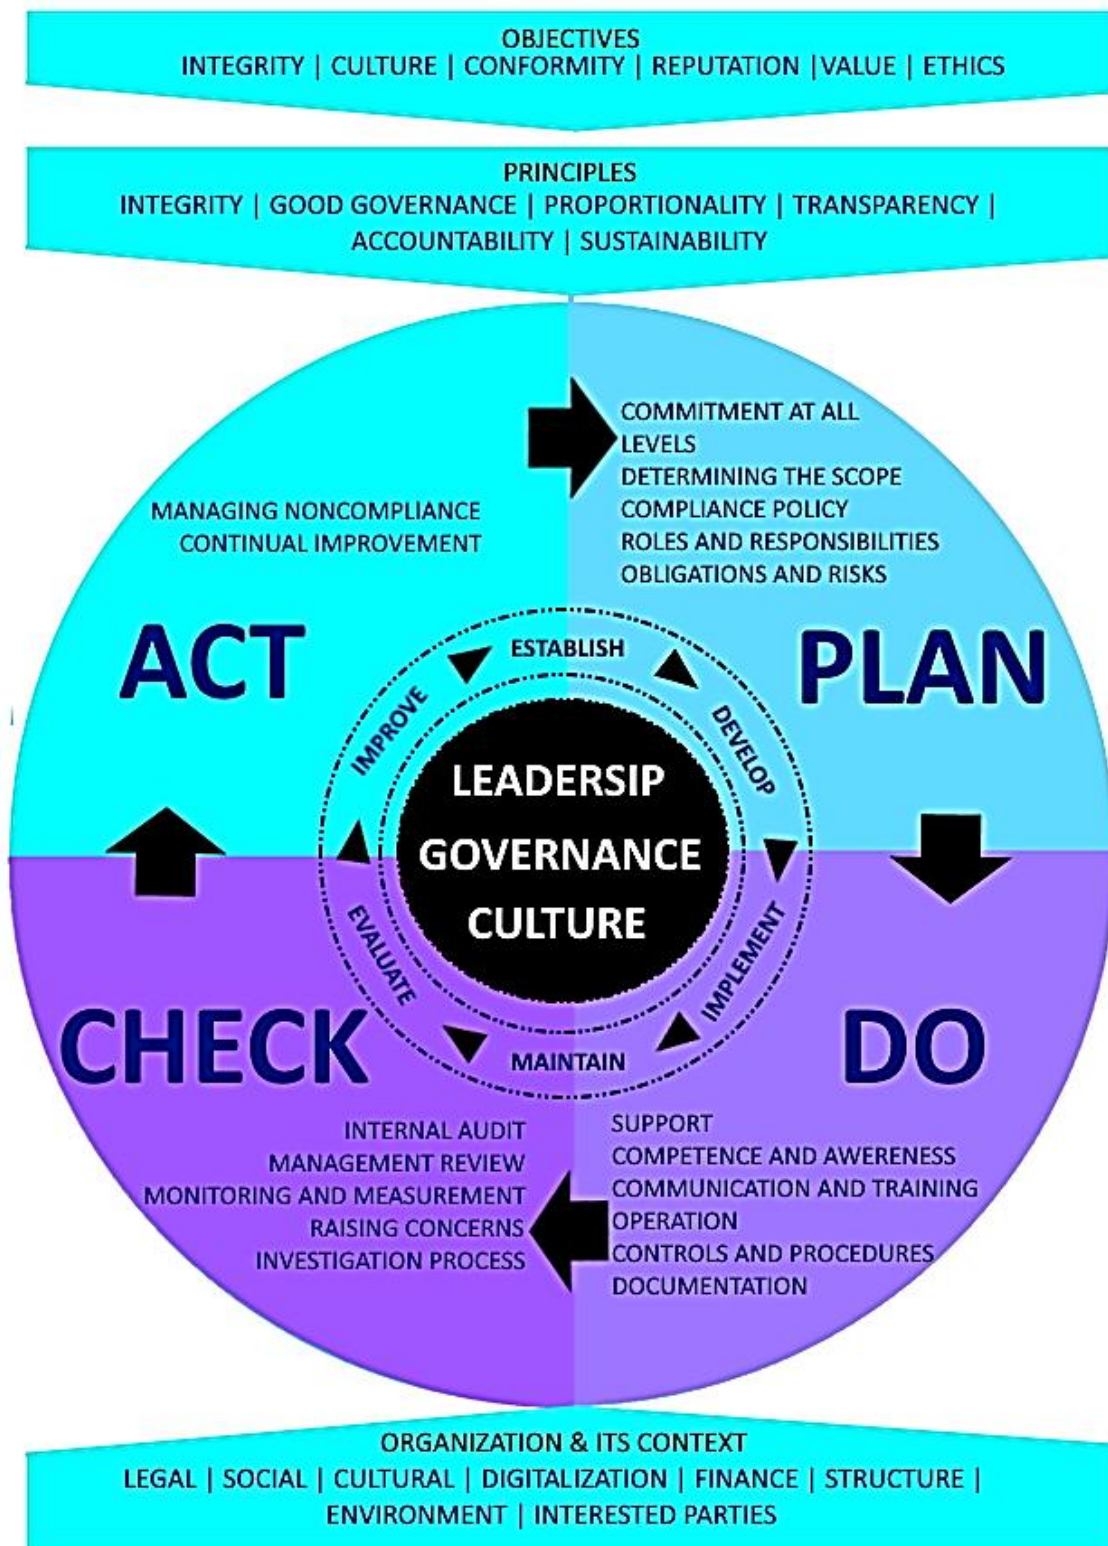 OBJECTIVES
INTEGRITY | CULTURE | CONFORMITY | REPUTATION |VALUE | ETHICS
PRINCIPLES
INTEGRITY | GOOD GOVERNANCE | PROPORTIONALITY | TRANSPARENCY |
ACCOUNTABILITY | SUSTAINABILITY
COMMITMENT AT ALL
LEVELS
DETERMINING THE SCOPE
COMPLIANCE POLICY
ROLES AND RESPONSIBILITIES
OBLIGATIONS AND RISKS
MANAGING NONCOMPLIANCE
CONTINUAL IMPROVEMENT
ACT
PLAN
ESTABLISH
DEVELOP
IMPLEMENT
MAINTAIN
EVALUATE
IMPROVE
LEADERSIP
GOVERNANCE
CULTURE
CHECK
DO
INTERNAL AUDIT
MANAGEMENT REVIEW
MONITORING AND MEASUREMENT
RAISING CONCERNS
INVESTIGATION PROCESS
SUPPORT
COMPETENCE AND AWERENESS
COMMUNICATION AND TRAINING
OPERATION
CONTROLS AND PROCEDURES
DOCUMENTATION
ORGANIZATION & ITS CONTEXT
LEGAL | SOCIAL | CULTURAL | DIGITALIZATION | FINANCE | STRUCTURE |
ENVIRONMENT | INTERESTED PARTIES